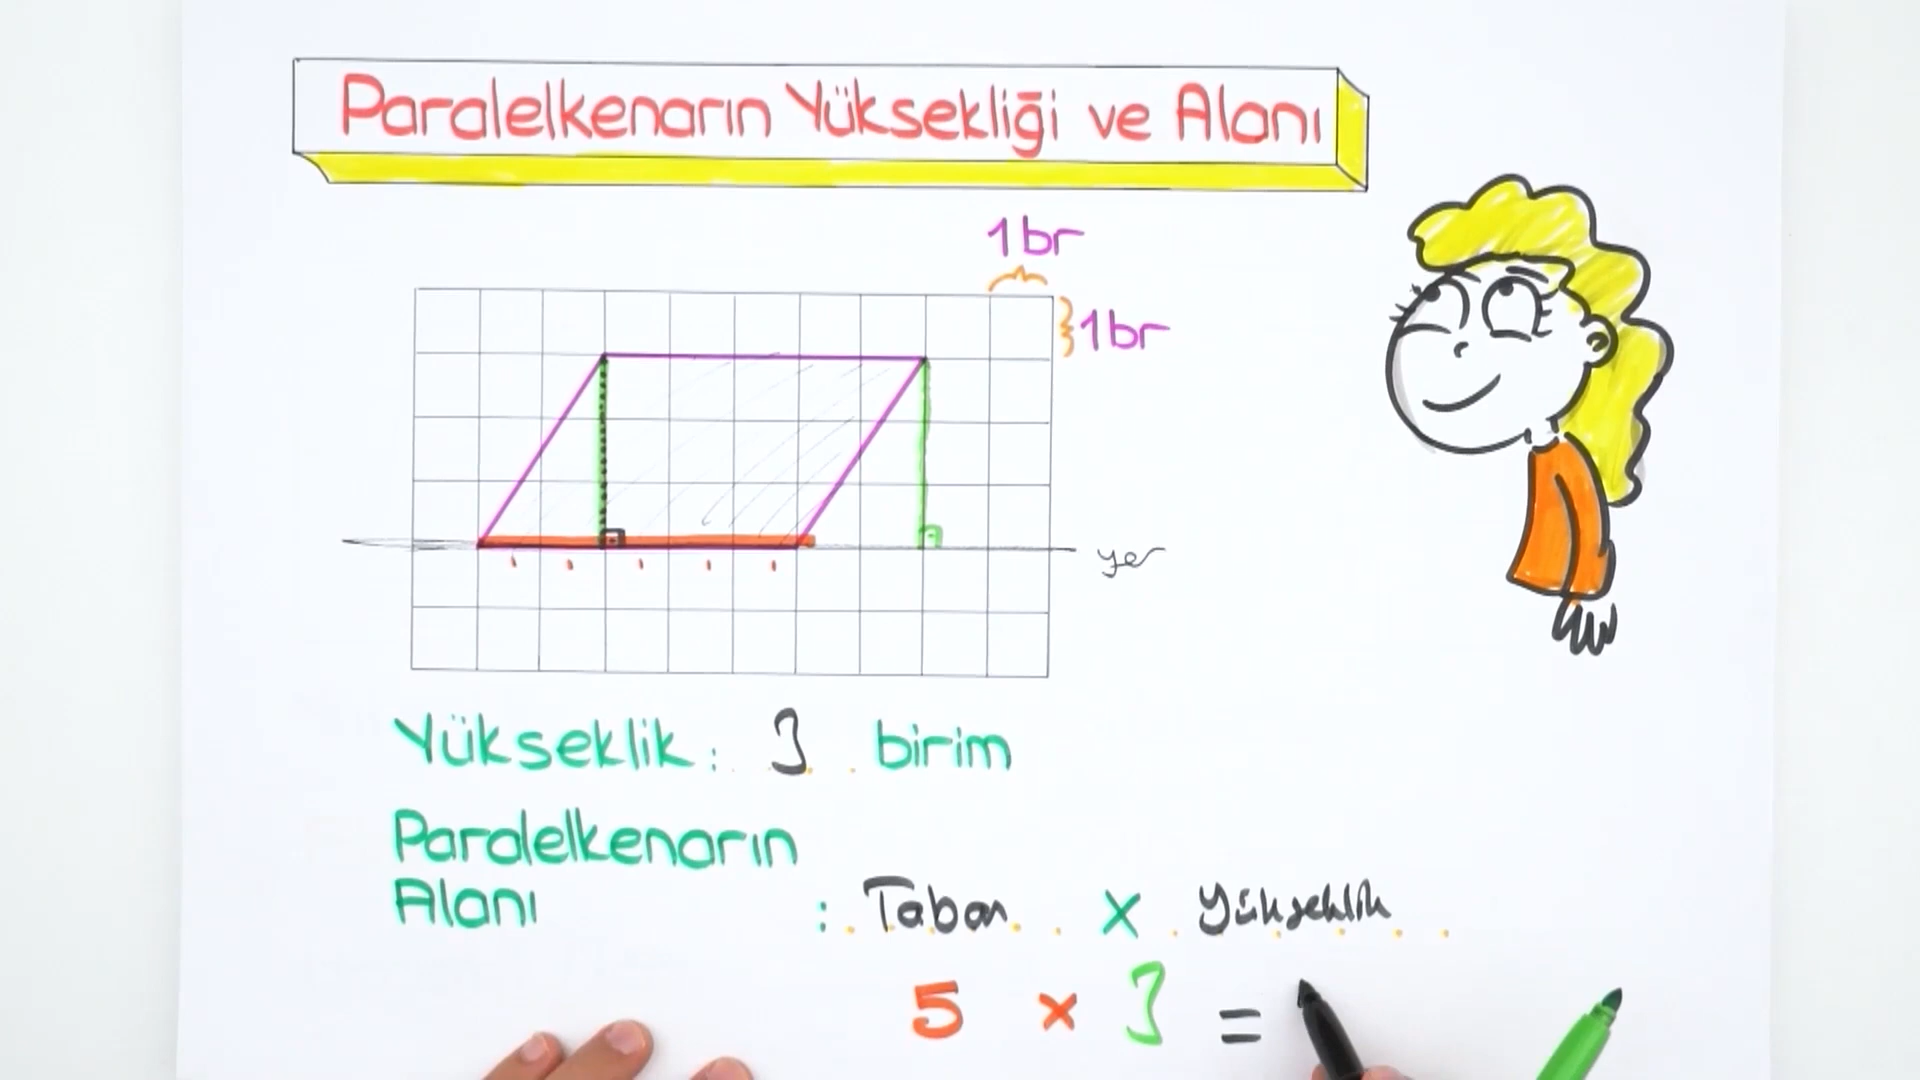 Paralelkenarın Yüksekliği ve Alanı
1br
1br
yer
Yükseklik: 3 birim
Paralelkenarın
Alanı : Taban x Yükseklik
5 x 3 =